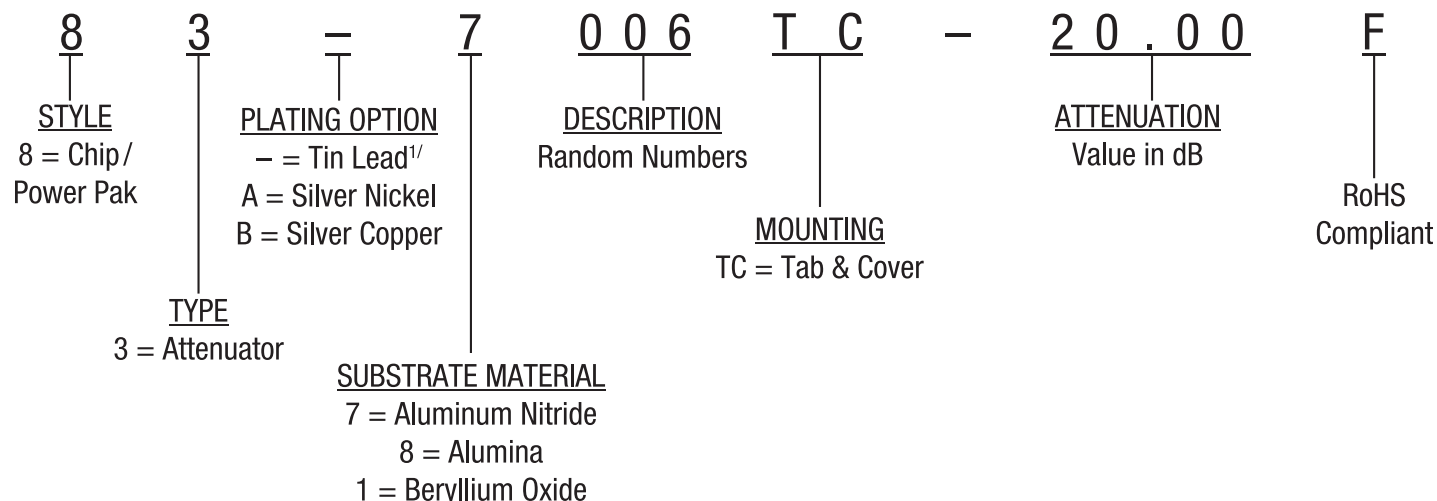 8 3 – 7 0 0 6 T C - 2 0 . 0 0 F
STYLE
8 = Chip/
Power Pak
PLATING OPTION
– = Tin Lead1/
A = Silver Nickel
B = Silver Copper
DESCRIPTION
Random Numbers
ATTENUATION
Value in dB
RoHS
Compliant
MOUNTING
TC = Tab & Cover
TYPE
3 = Attenuator
SUBSTRATE MATERIAL
7 = Aluminum Nitride
8 = Alumina
1 = Beryllium Oxide